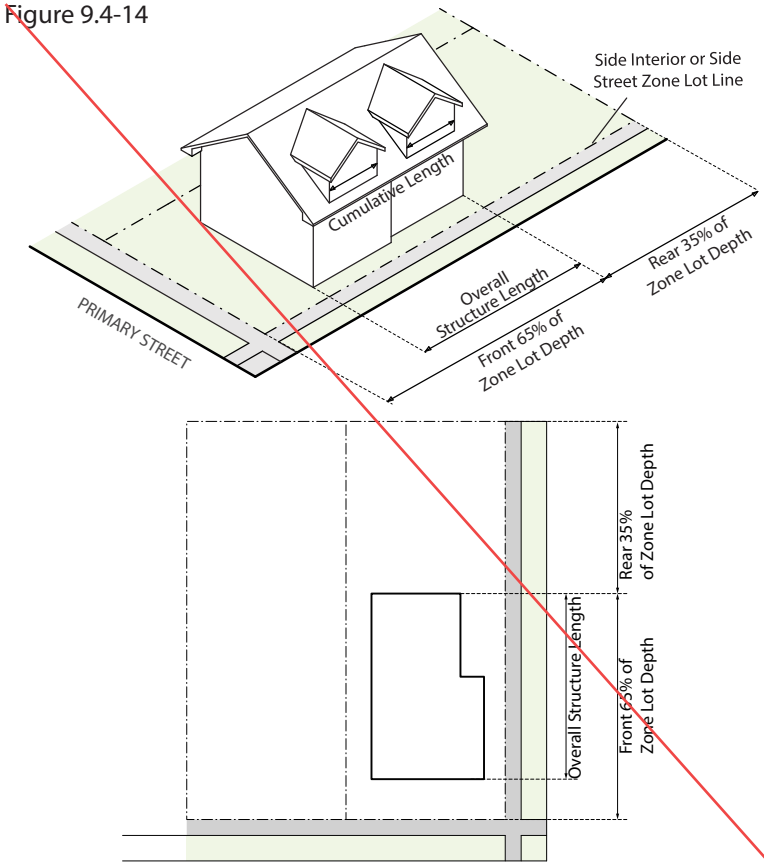 Figure 9.4-14
Side Interior or Side
Street Zone Lot Line
Cumulative Length
PRIMARY STREET
Overall
Structure Length
Front 65% of
Zone Lot Depth
Rear 35% of
Zone Lot Depth
Rear 35%
of Zone Lot Depth
Overall Structure Length
Front 65% of
Zone Lot Depth